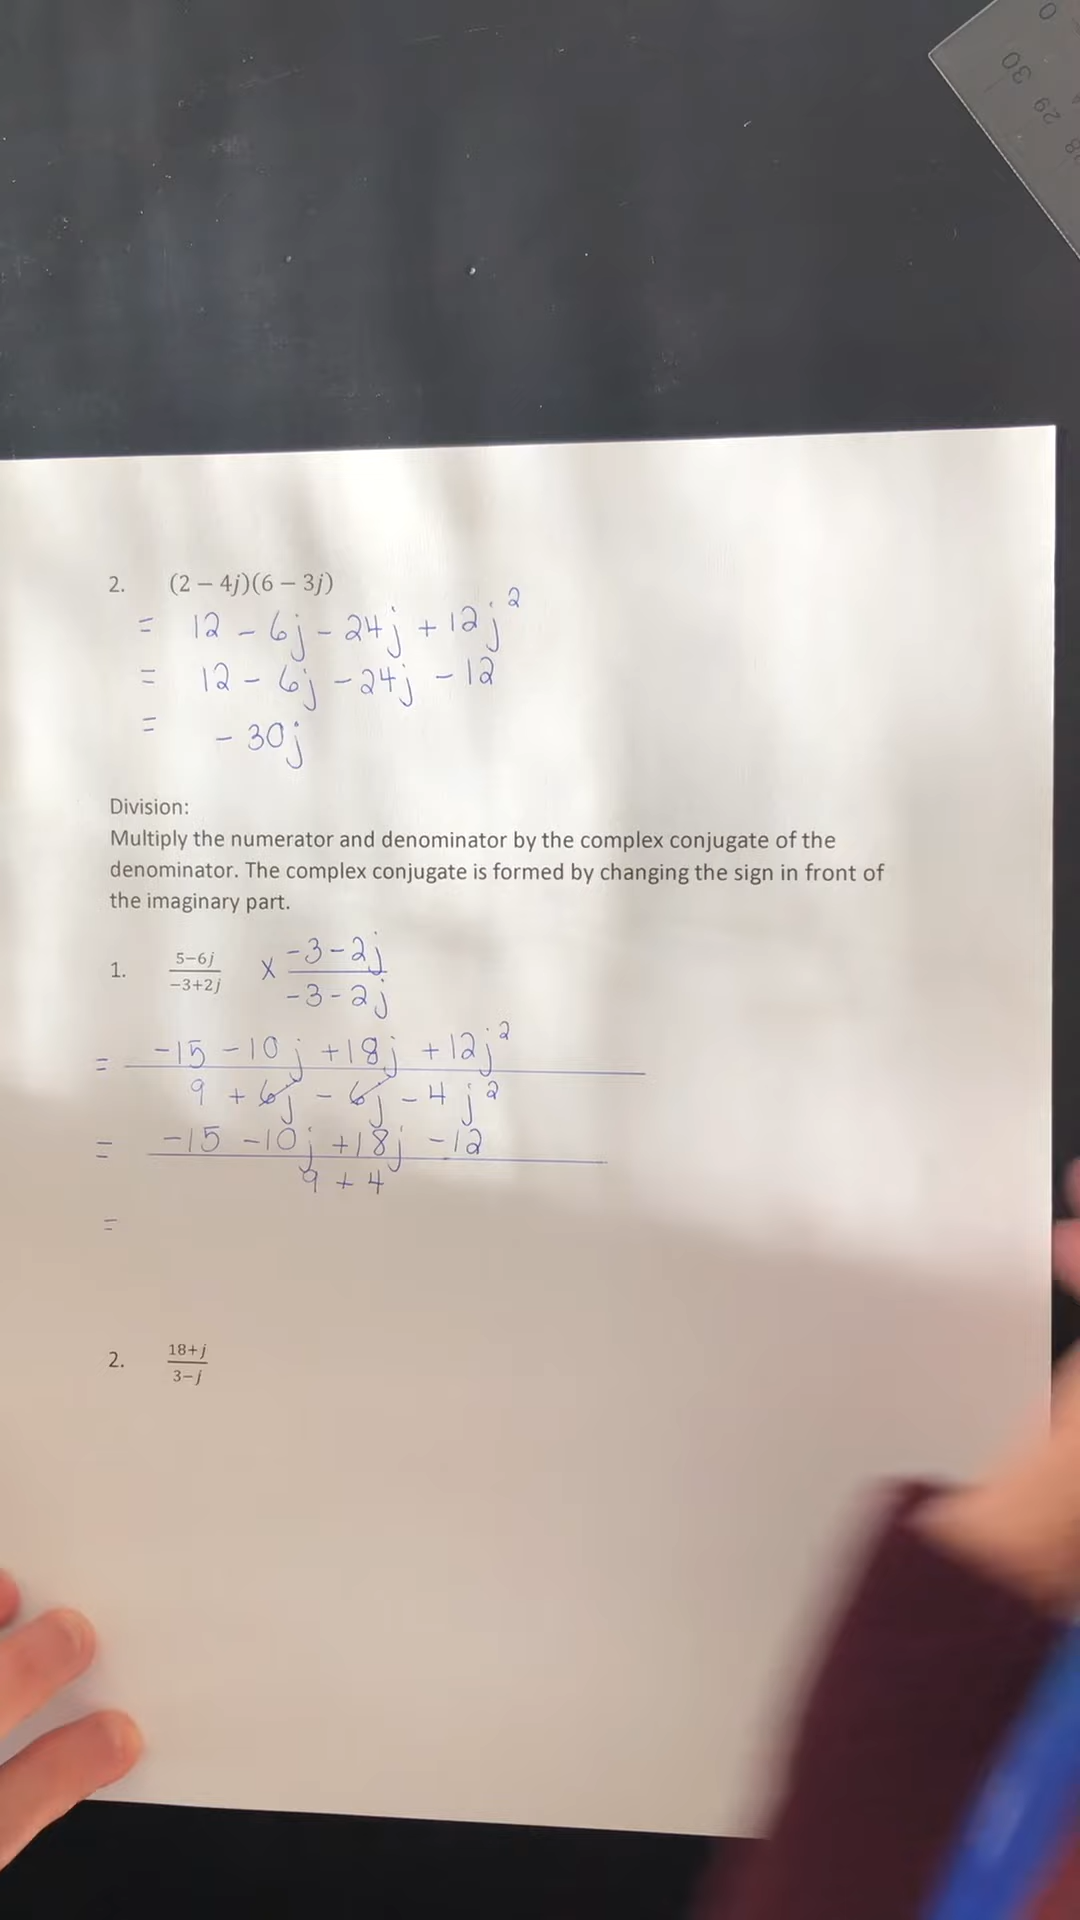 0
30
29
28
2. (2 – 4j)(6 – 3j)
= 12 - 6j - 24j + 12j²
= 12 - 6j - 24j - 12
= - 30j
Division:
Multiply the numerator and denominator by the complex conjugate of the
denominator. The complex conjugate is formed by changing the sign in front of
the imaginary part.
1. 5−6j / −3+2j x -3-2j / -3-2j
= -15 -10j +18j +12j² / 9 + 6j - 6j - 4j²
= -15 -10j +18j -12 / 9 + 4
=
2. 18+j / 3−j